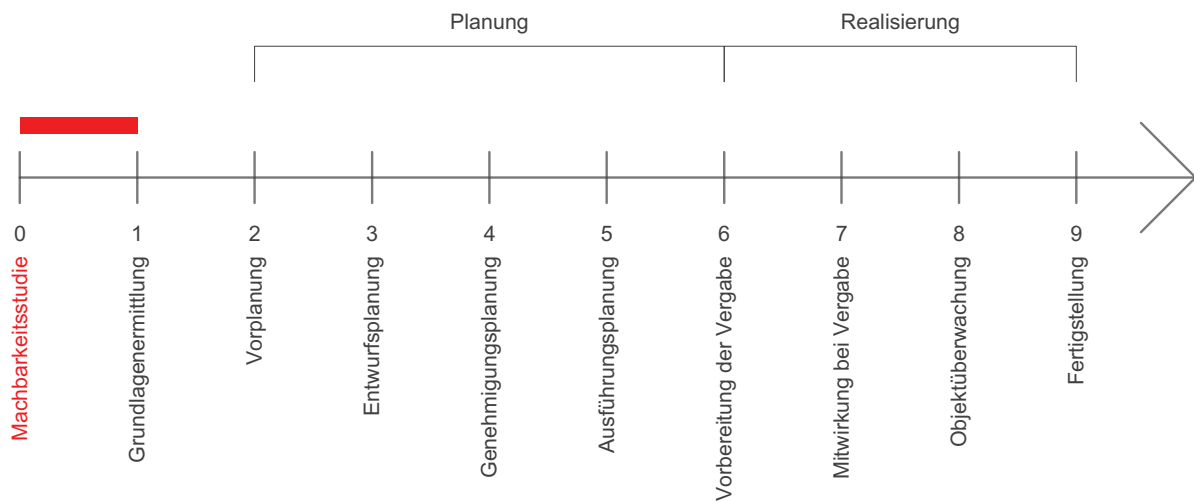 Planung
Realisierung
0
1
2
3
4
5
6
7
8
9
Machbarkeitsstudie
Grundlagenermittlung
Vorplanung
Entwurfsplanung
Genehmigungsplanung
Ausführungsplanung
Vorbereitung der Vergabe
Mitwirkung bei Vergabe
Objektüberwachung
Fertigstellung